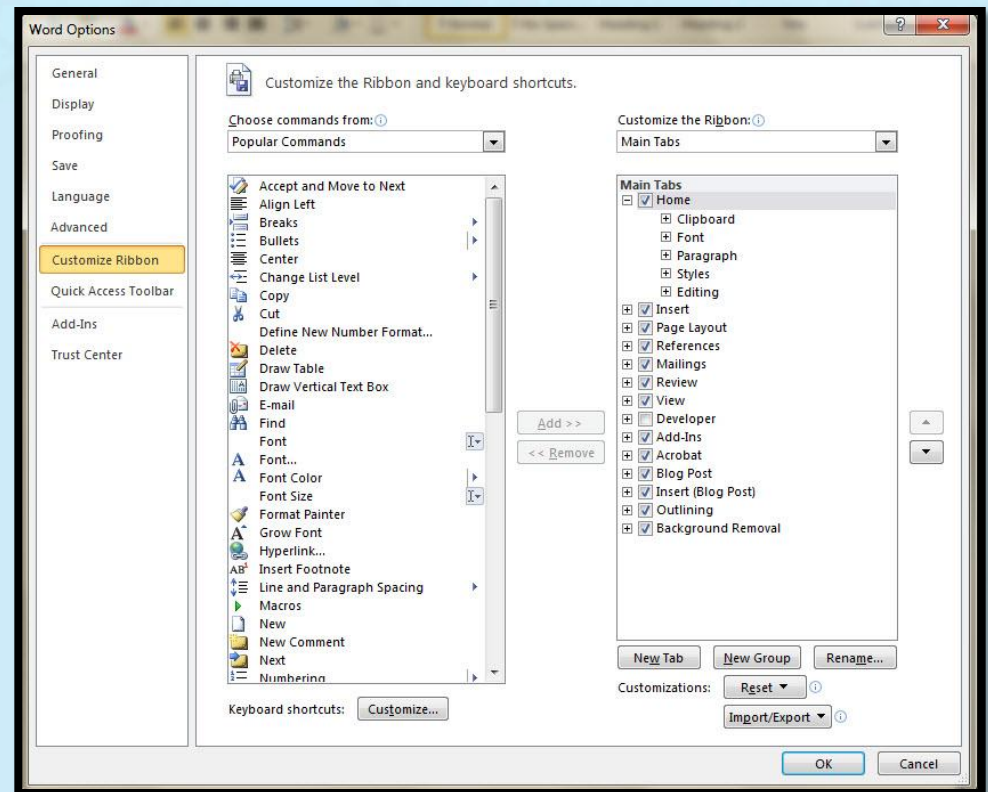 Word Options
General
Display
Proofing
Save
Language
Advanced
Customize Ribbon
Quick Access Toolbar
Add-Ins
Trust Center
Customize the Ribbon and keyboard shortcuts.
Choose commands from:
Popular Commands
Accept and Move to Next
Align Left
Breaks
Bullets
Center
Change List Level
Copy
Cut
Define New Number Format...
Delete
Draw Table
Draw Vertical Text Box
E-mail
Find
Font
Font...
Font Color
Font Size
Format Painter
Grow Font
Hyperlink...
Insert Footnote
Line and Paragraph Spacing
Macros
New
New Comment
Next
Numbering
Keyboard shortcuts: Customize...
Add >>
<< Remove
Customize the Ribbon:
Main Tabs
Main Tabs
Home
Clipboard
Font
Paragraph
Styles
Editing
Insert
Page Layout
References
Mailings
Review
View
Developer
Add-Ins
Acrobat
Blog Post
Insert (Blog Post)
Outlining
Background Removal
New Tab New Group Rename...
Customizations: Reset
Import/Export
OK Cancel